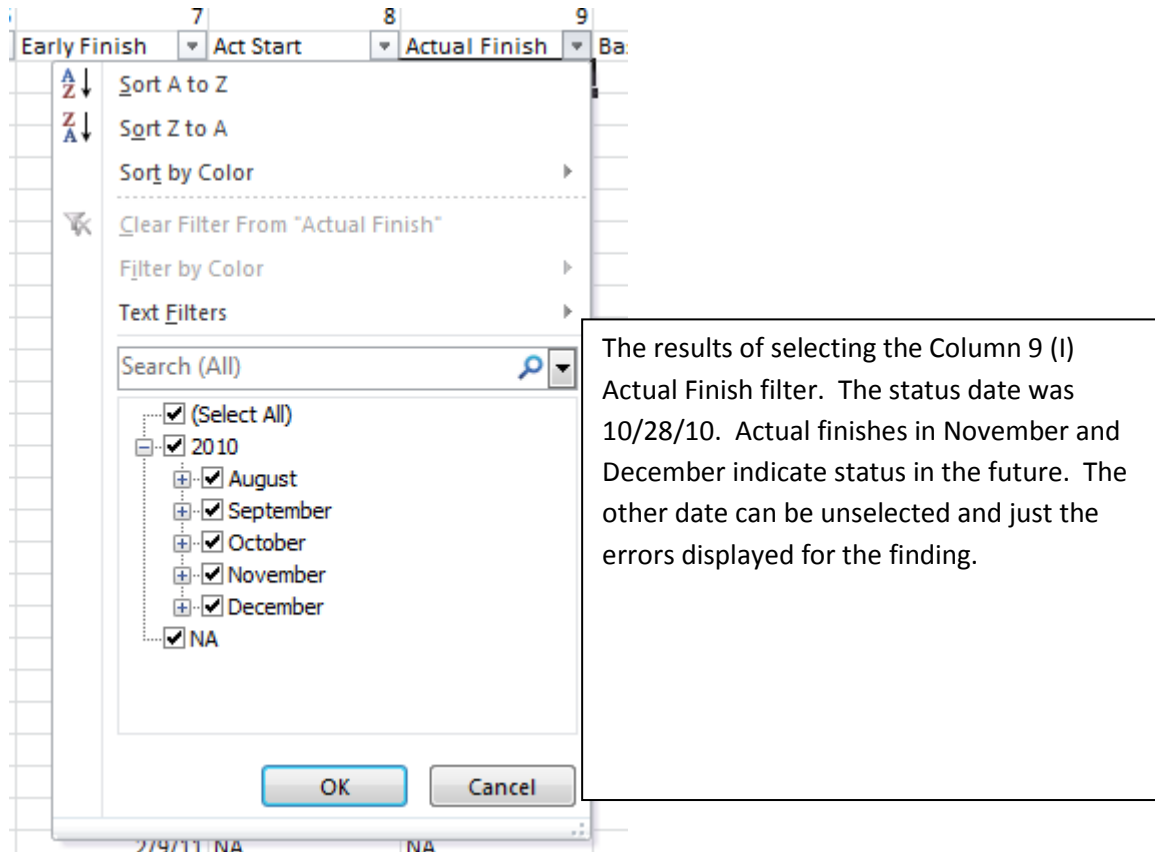 7 8 9
Early Finish Act Start Actual Finish Ba
Sort A to Z
Sort Z to A
Sort by Color
Clear Filter From "Actual Finish"
Filter by Color
Text Filters
Search (All)
(Select All)
2010
August
September
October
November
December
NA
OK Cancel
2/9/11 NA NA
The results of selecting the Column 9 (I)
Actual Finish filter. The status date was
10/28/10. Actual finishes in November and
December indicate status in the future. The
other date can be unselected and just the
errors displayed for the finding.